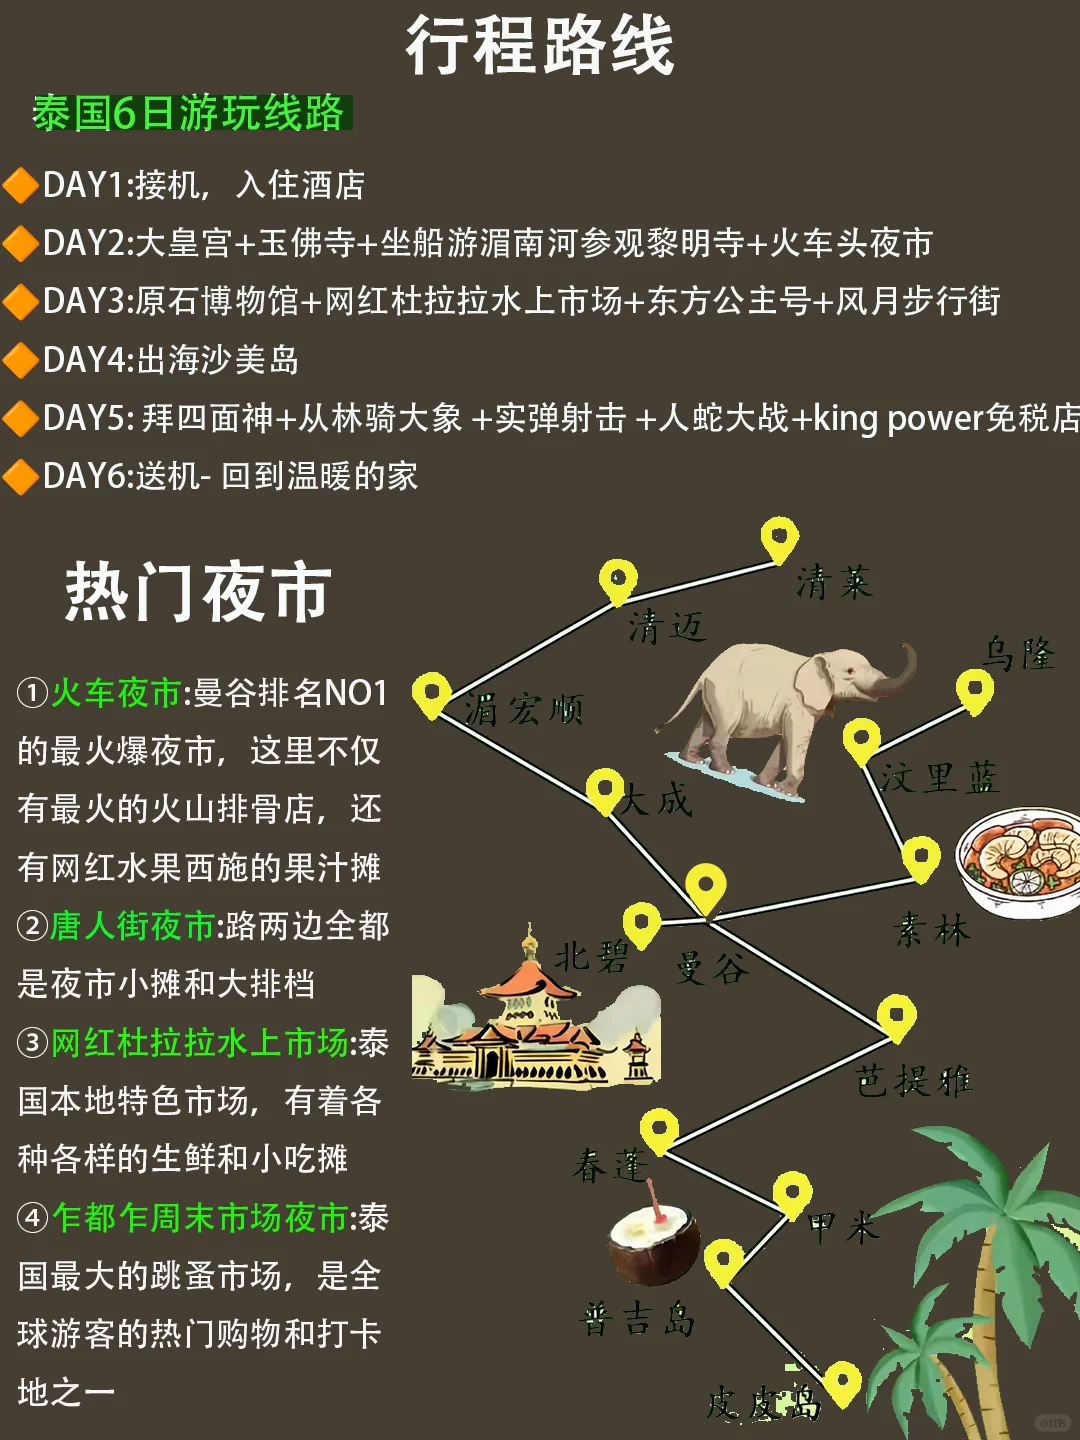 行程路线
泰国6日游玩线路
DAY1:接机，入住酒店
DAY2:大皇宫+玉佛寺+坐船游湄南河参观黎明寺+火车头夜市
DAY3:原石博物馆+网红杜拉拉水上市场+东方公主号+风月步行街
DAY4:出海沙美岛
DAY5: 拜四面神+从林骑大象 +实弹射击 +人蛇大战+king power免税店
DAY6:送机- 回到温暖的家
热门夜市
①火车夜市:曼谷排名NO1
的最火爆夜市，这里不仅
有最火的火山排骨店，还
有网红水果西施的果汁摊
②唐人街夜市:路两边全都
是夜市小摊和大排档
③网红杜拉拉水上市场:泰
国本地特色市场，有着各
种各样的生鲜和小吃摊
④乍都乍周末市场夜市:泰
国最大的跳蚤市场，是全
球游客的热门购物和打卡
地之一
清莱
清迈
乌隆
湄宏顺
汶里蓝
大成
素林
北碧
曼谷
芭提雅
春蓬
甲米
普吉岛
皮皮岛
小红书